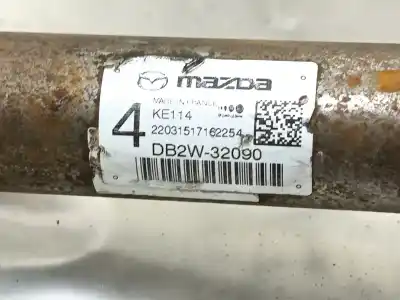 mazda
MADE IN FRANCE
KE114
4
22031517162254
DB2W-32090